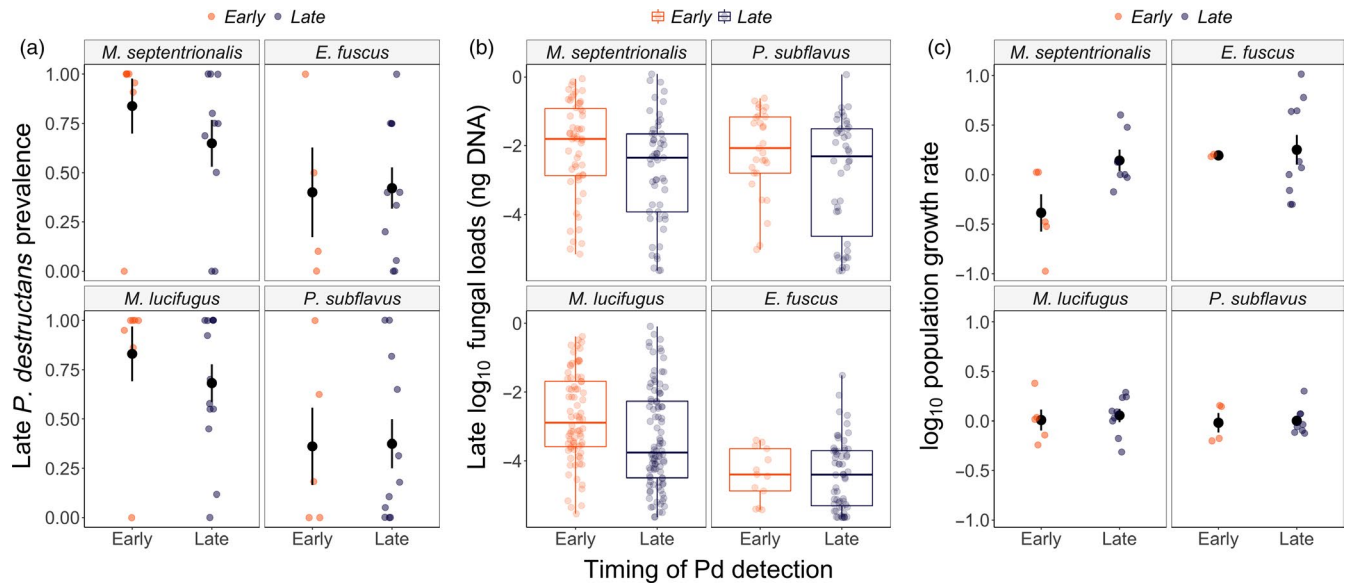 Early Late
(a)
M. septentrionalis E. fuscus
1.00
0.75
0.50
0.25
0.00
M. lucifugus P. subflavus
1.00
0.75
0.50
0.25
0.00
Early Late Early Late
Late P. destructans prevalence
Early Late
(b)
M. septentrionalis P. subflavus
0
−2
−4
M. lucifugus E. fuscus
0
−2
−4
Early Late Early Late
Late log10 fungal loads (ng DNA)
Early Late
(c)
M. septentrionalis E. fuscus
1.0
0.5
0.0
−0.5
−1.0
M. lucifugus P. subflavus
1.0
0.5
0.0
−0.5
−1.0
Early Late Early Late
log10 population growth rate
Timing of Pd detection